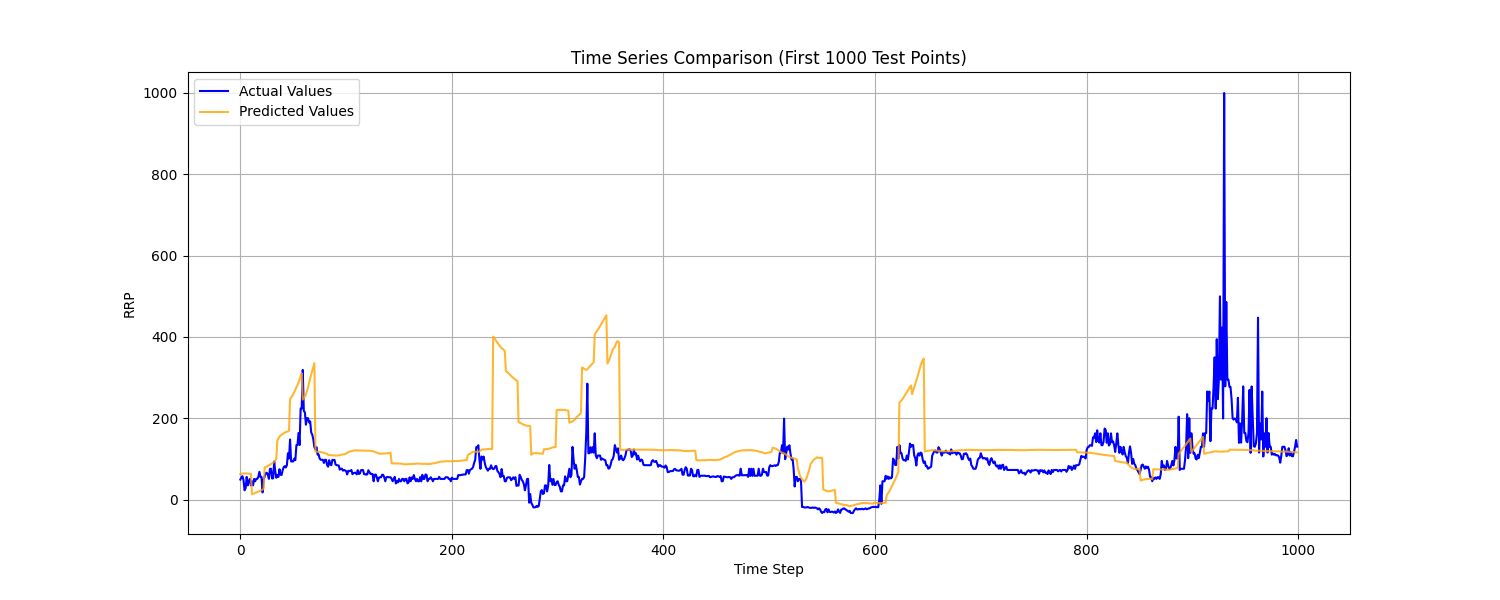 Time Series Comparison (First 1000 Test Points)
Actual Values
Predicted Values
1000
800
600
400
200
0
RRP
0 200 400 600 800 1000
Time Step